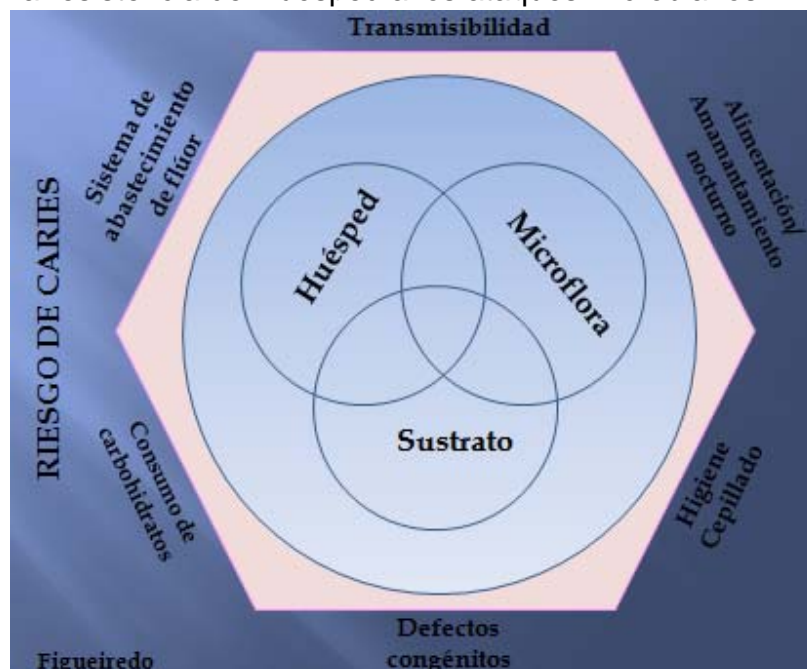 Transmisibilidad
Sistema de
abastecimiento
de flúor
Alimentación/
Amamantamiento
nocturno
RIESGO DE CARIES
Huésped
Microflora
Sustrato
Consumo de
carbohidratos
Higiene
Cepillado
Defectos
congénitos
Figueiredo